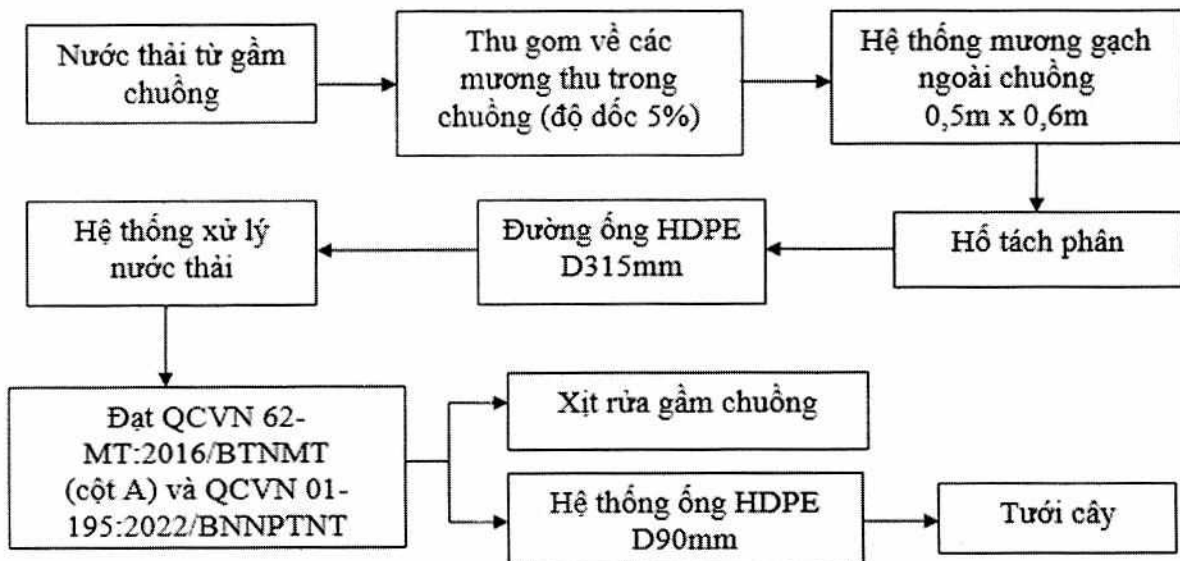 Nước thải từ gầm
chuồng
Thu gom về các
mương thu trong
chuồng (độ dốc 5%)
Hệ thống mương gạch
ngoài chuồng
0,5m x 0,6m
Hố tách phân
Đường ống HDPE
D315mm
Hệ thống xử lý
nước thải
Đạt QCVN 62-
MT:2016/BTNMT
(cột A) và QCVN 01-
195:2022/BNNPTNT
Xịt rửa gầm chuồng
Hệ thống ống HDPE
D90mm
Tưới cây